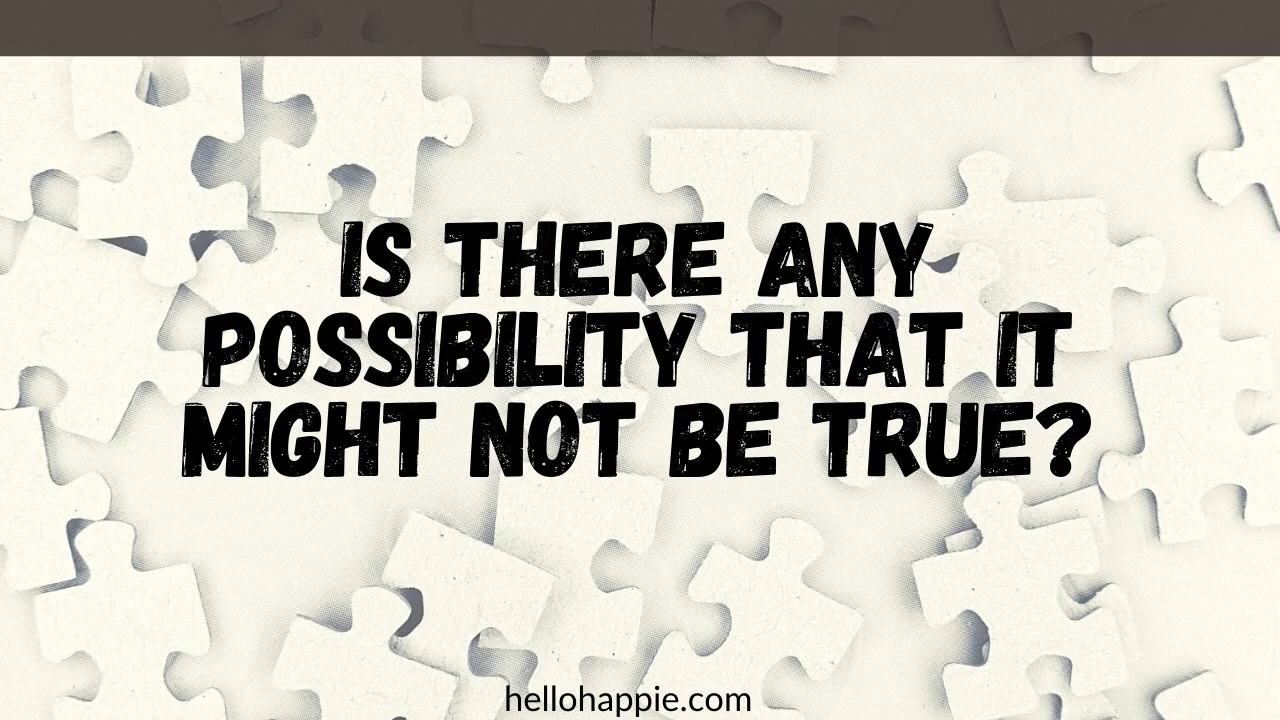 IS THERE ANY
POSSIBILITY THAT IT
MIGHT NOT BE TRUE?
hellohappie.com